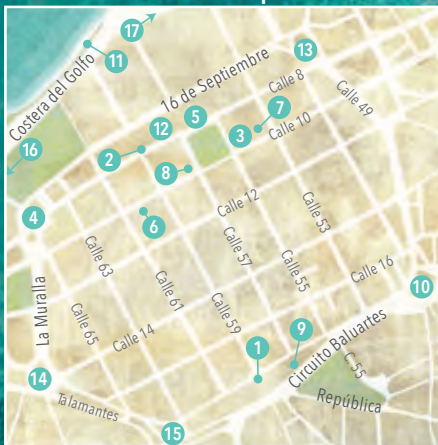 17
11
13
Costera del Golfo
16 de Septiembre
Calle 8
Calle 49
5
12
7
3
Calle 10
2
8
16
4
6
Calle 12
Calle 53
Calle 63
Calle 57
Calle 55
Calle 16
La Muralla
Calle 61
Calle 59
10
Calle 65
Calle 14
9
Circuito Baluartes
1
C. 55
14
República
Talamantes
15